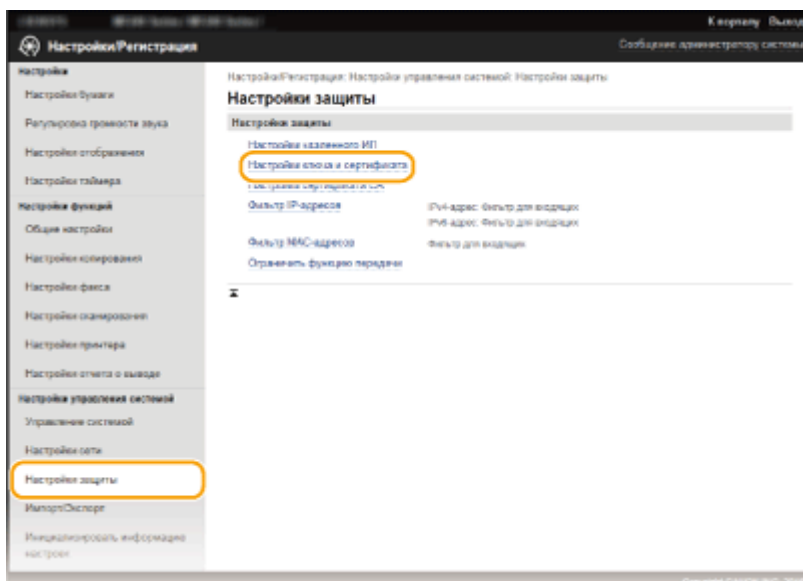 К порталу Выход
Настройки/Регистрация
Сообщение администратору системы
Настройки
Настройки бумаги
Регулировка громкости звука
Настройки отображения
Настройки таймера
Настройки функций
Общие настройки
Настройки копирования
Настройки факса
Настройки сканирования
Настройки принтера
Настройки отчета о выводе
Настройки управления системой
Управление системой
Настройки сети
Настройки защиты
Импорт/Экспорт
Инициализировать информацию
настроек
Настройки/Регистрация: Настройки управления системой: Настройки защиты
Настройки защиты
Настройки защиты
Настройки удаленного ИП
Настройки ключа и сертификата
Настройки сертификата CA
Фильтр IP-адресов
IPv4-адрес: Фильтр для входящих
IPv6-адрес: Фильтр для входящих
Фильтр MAC-адресов
Фильтр для входящих
Ограничить функцию передачи